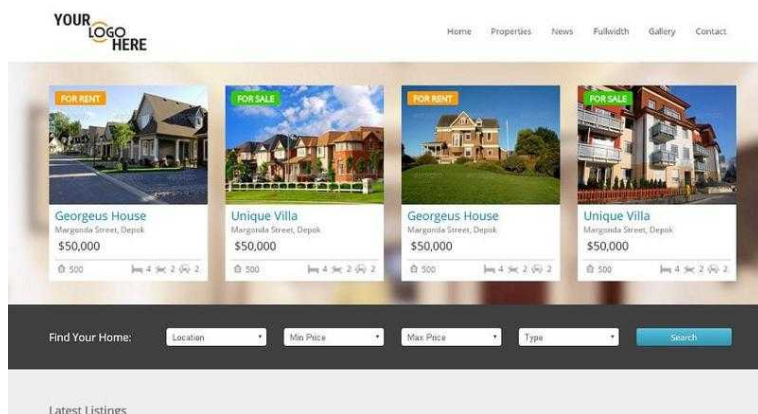 YOUR
LOGO
HERE
Home Properties News Fullwidth Gallery Contact
FOR RENT
FOR SALE
FOR RENT
FOR SALE
Georgeus House
Margonda Street, Depok
$50,000
500 4 2 2
Unique Villa
Margonda Street, Depok
$50,000
500 4 2 2
Georgeus House
Margonda Street, Depok
$50,000
500 4 2 2
Unique Villa
Margonda Street, Depok
$50,000
500 4 2 2
Find Your Home: Location Min Price Max Price Type Search
Latest Listings